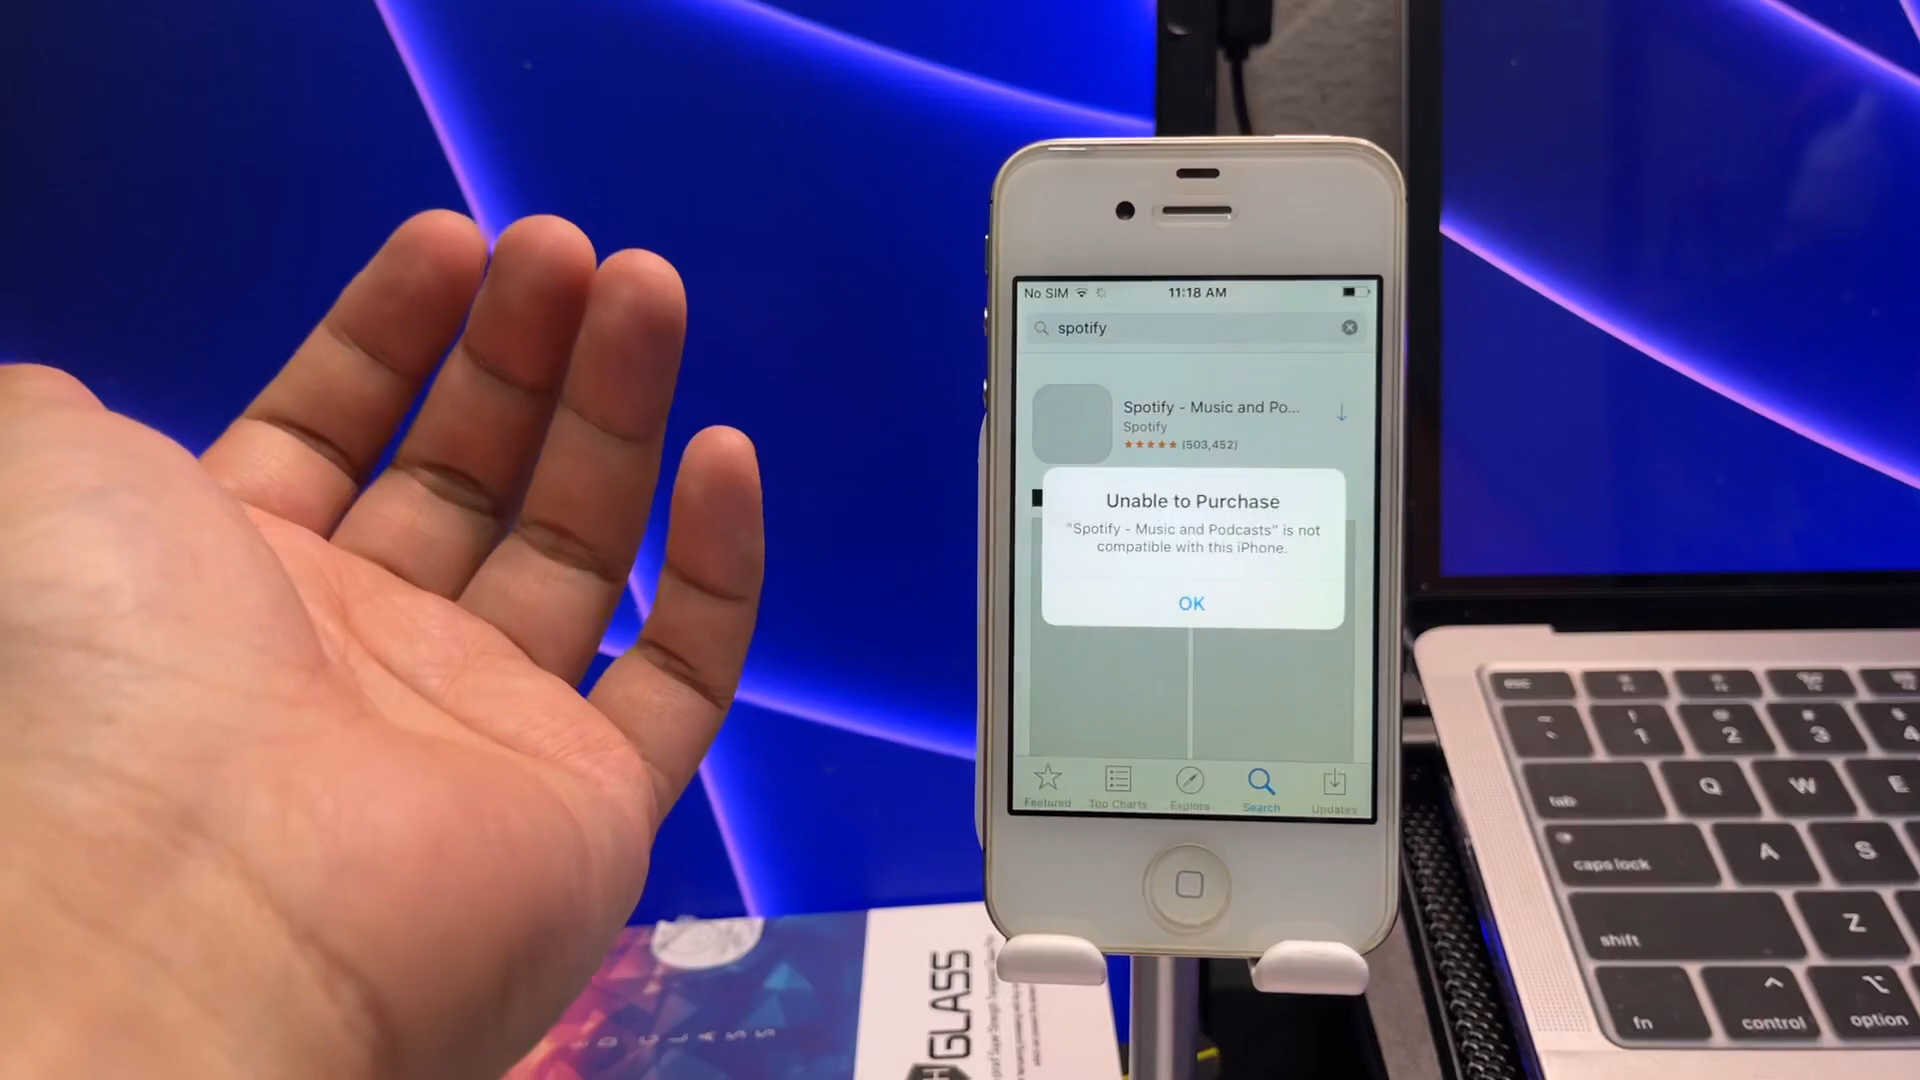 No SIM 11:18 AM
spotify
Spotify - Music and Po...
Spotify
★★★★★ (503,452)
Unable to Purchase
"Spotify - Music and Podcasts" is not
compatible with this iPhone.
OK
Featured Top Charts Explore Search Updates
esc
1 2 3 4
tab Q W E
caps lock A S
shift Z
fn control option
GLASS